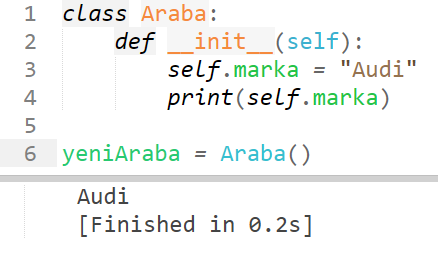 1 class Araba:
2     def __init__(self):
3         self.marka = "Audi"
4         print(self.marka)
5
6 yeniAraba = Araba()
Audi
[Finished in 0.2s]